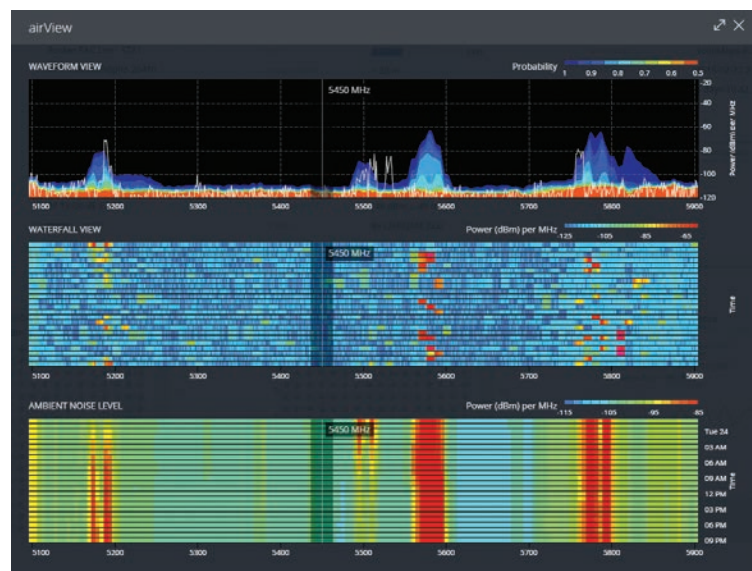 airView
WAVEFORM VIEW
Probability 1 0.9 0.8 0.7 0.6 0.5
5450 MHz
-20
-40
-60
-80
-100
-120
Power (dBm) per MHz
5100 5200 5300 5400 5500 5600 5700 5800 5900
WATERFALL VIEW
Power (dBm) per MHz -125 -105 -85 -65
5450 MHz
Time
5100 5200 5300 5400 5500 5600 5700 5800 5900
AMBIENT NOISE LEVEL
Power (dBm) per MHz -115 -105 -95 -85
5450 MHz
Tue 24
03 AM
06 AM
09 AM
12 PM
03 PM
06 PM
09 PM
Time
5100 5200 5300 5400 5500 5600 5700 5800 5900